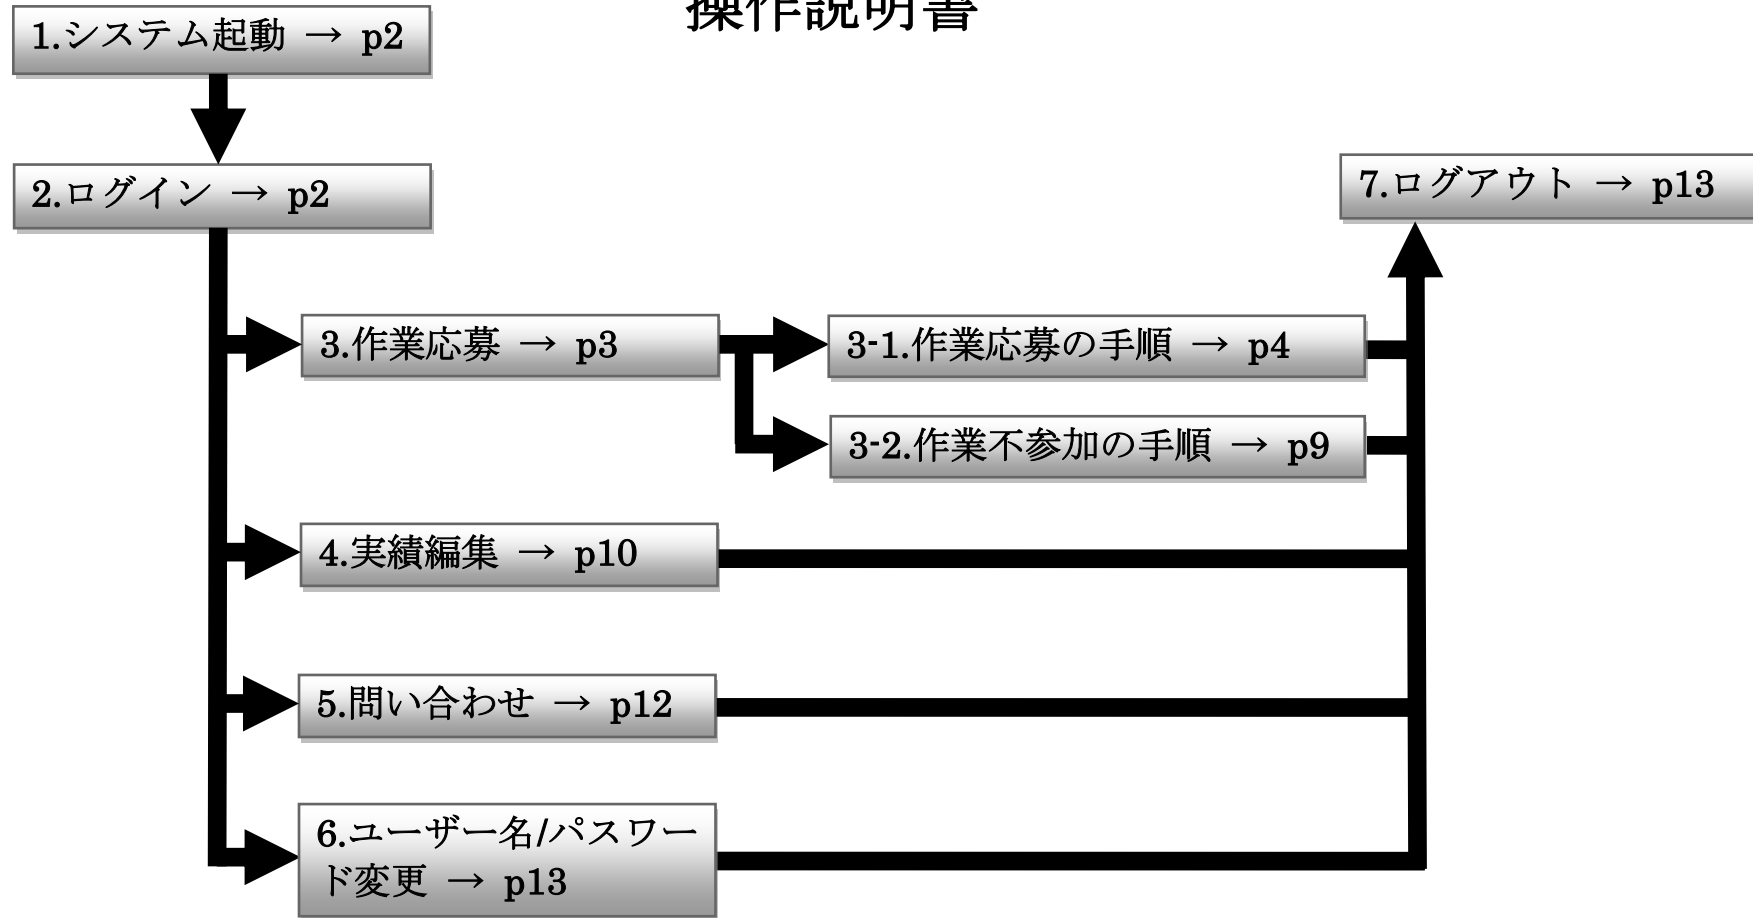 操作説明書
1.システム起動 → p2
2.ログイン → p2
7.ログアウト → p13
3.作業応募 → p3
3-1.作業応募の手順 → p4
3-2.作業不参加の手順 → p9
4.実績編集 → p10
5.問い合わせ → p12
6.ユーザー名/パスワー
ド変更 → p13